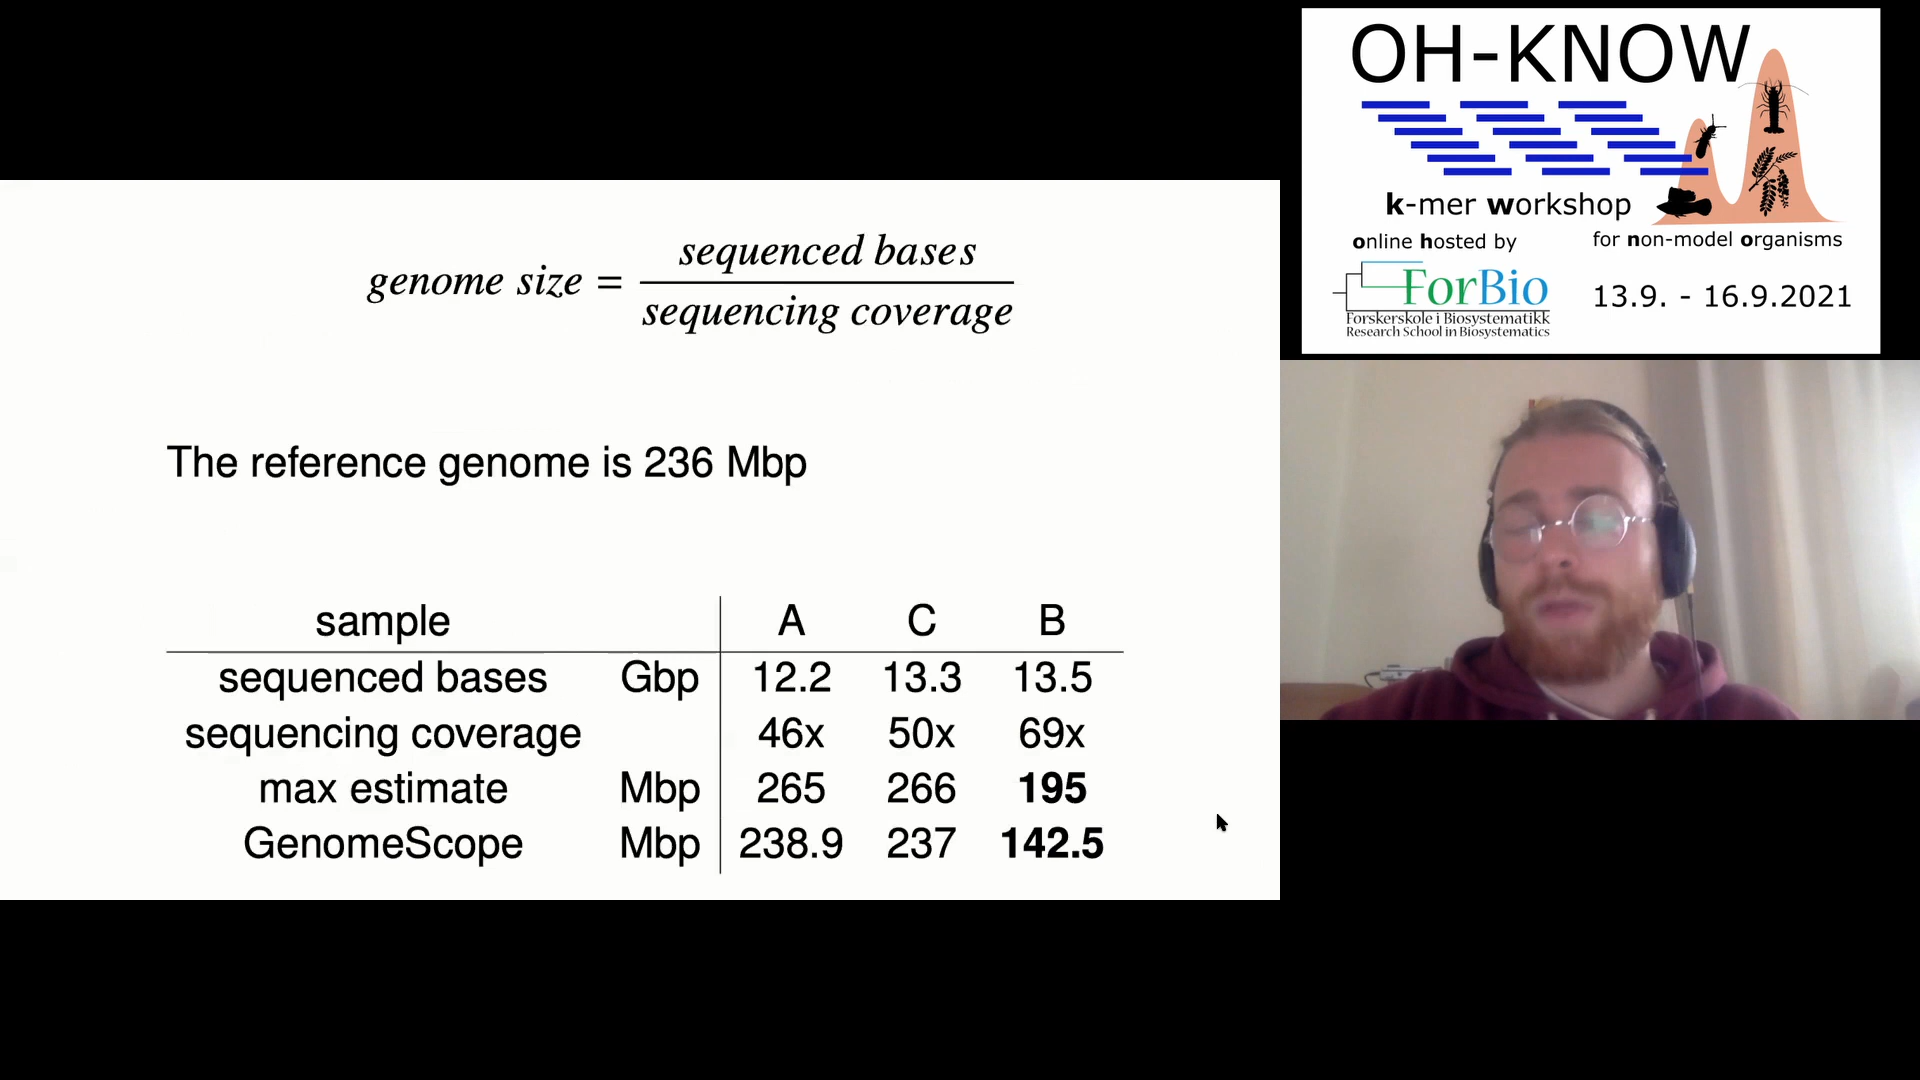 genome size = sequenced bases / sequencing coverage
The reference genome is 236 Mbp
sample A C B
sequenced bases Gbp 12.2 13.3 13.5
sequencing coverage 46x 50x 69x
max estimate Mbp 265 266 195
GenomeScope Mbp 238.9 237 142.5
OH-KNOW
k-mer workshop
online hosted by
for non-model organisms
ForBio
Forskerskole i Biosystematikk
Research School in Biosystematics
13.9. - 16.9.2021